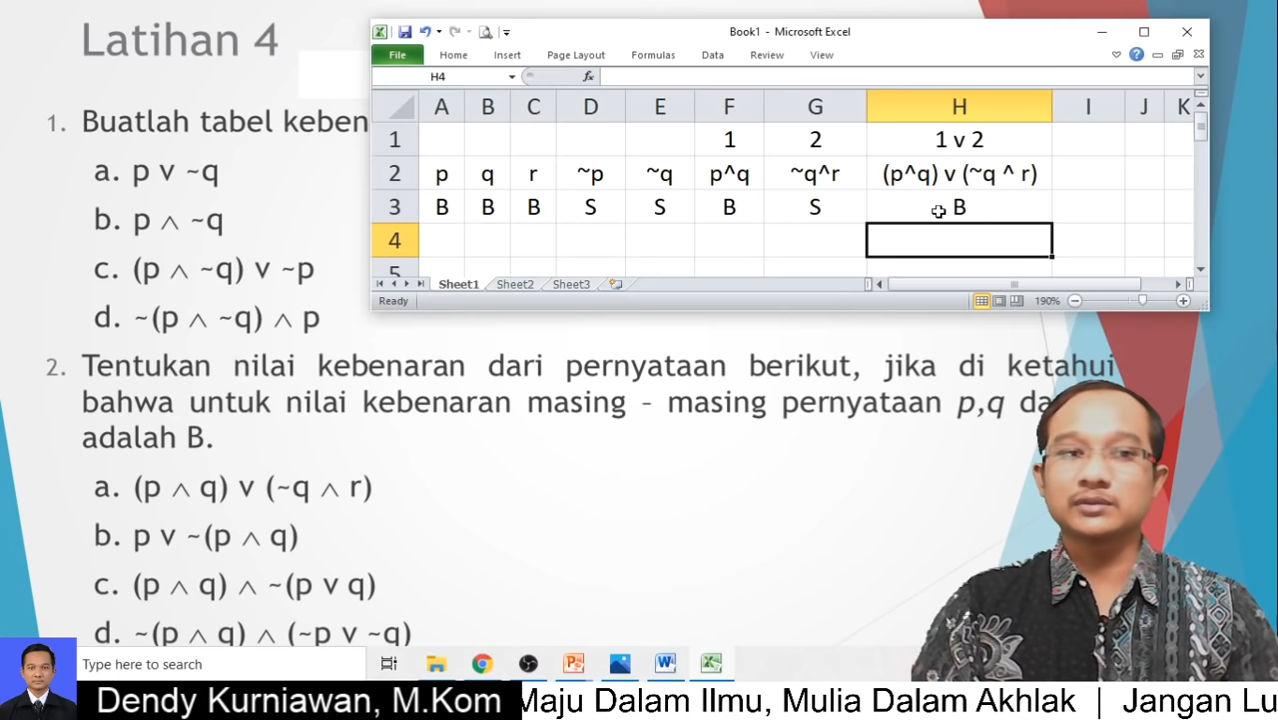 Latihan 4
1. Buatlah tabel keben
a. p v ~q
b. p ∧ ~q
c. (p ∧ ~q) v ~p
d. ~(p ∧ ~q) ∧ p
2. Tentukan nilai kebenaran dari pernyataan berikut, jika di ketahui
bahwa untuk nilai kebenaran masing – masing pernyataan p,q da
adalah B.
a. (p ∧ q) v (~q ∧ r)
b. p v ~(p ∧ q)
c. (p ∧ q) ∧ ~(p v q)
d. ~(p ∧ q) ∧ (~p v ~q)
Book1 - Microsoft Excel
File Home Insert Page Layout Formulas Data Review View
H4 fx
A B C D E F G H I J K
1 1 2 1 v 2
2 p q r ~p ~q p^q ~q^r (p^q) v (~q ^ r)
3 B B B S S B S B
4
5
Sheet1 Sheet2 Sheet3
Ready 190%
Type here to search
Dendy Kurniawan, M.Kom Maju Dalam Ilmu, Mulia Dalam Akhlak | Jangan Lu